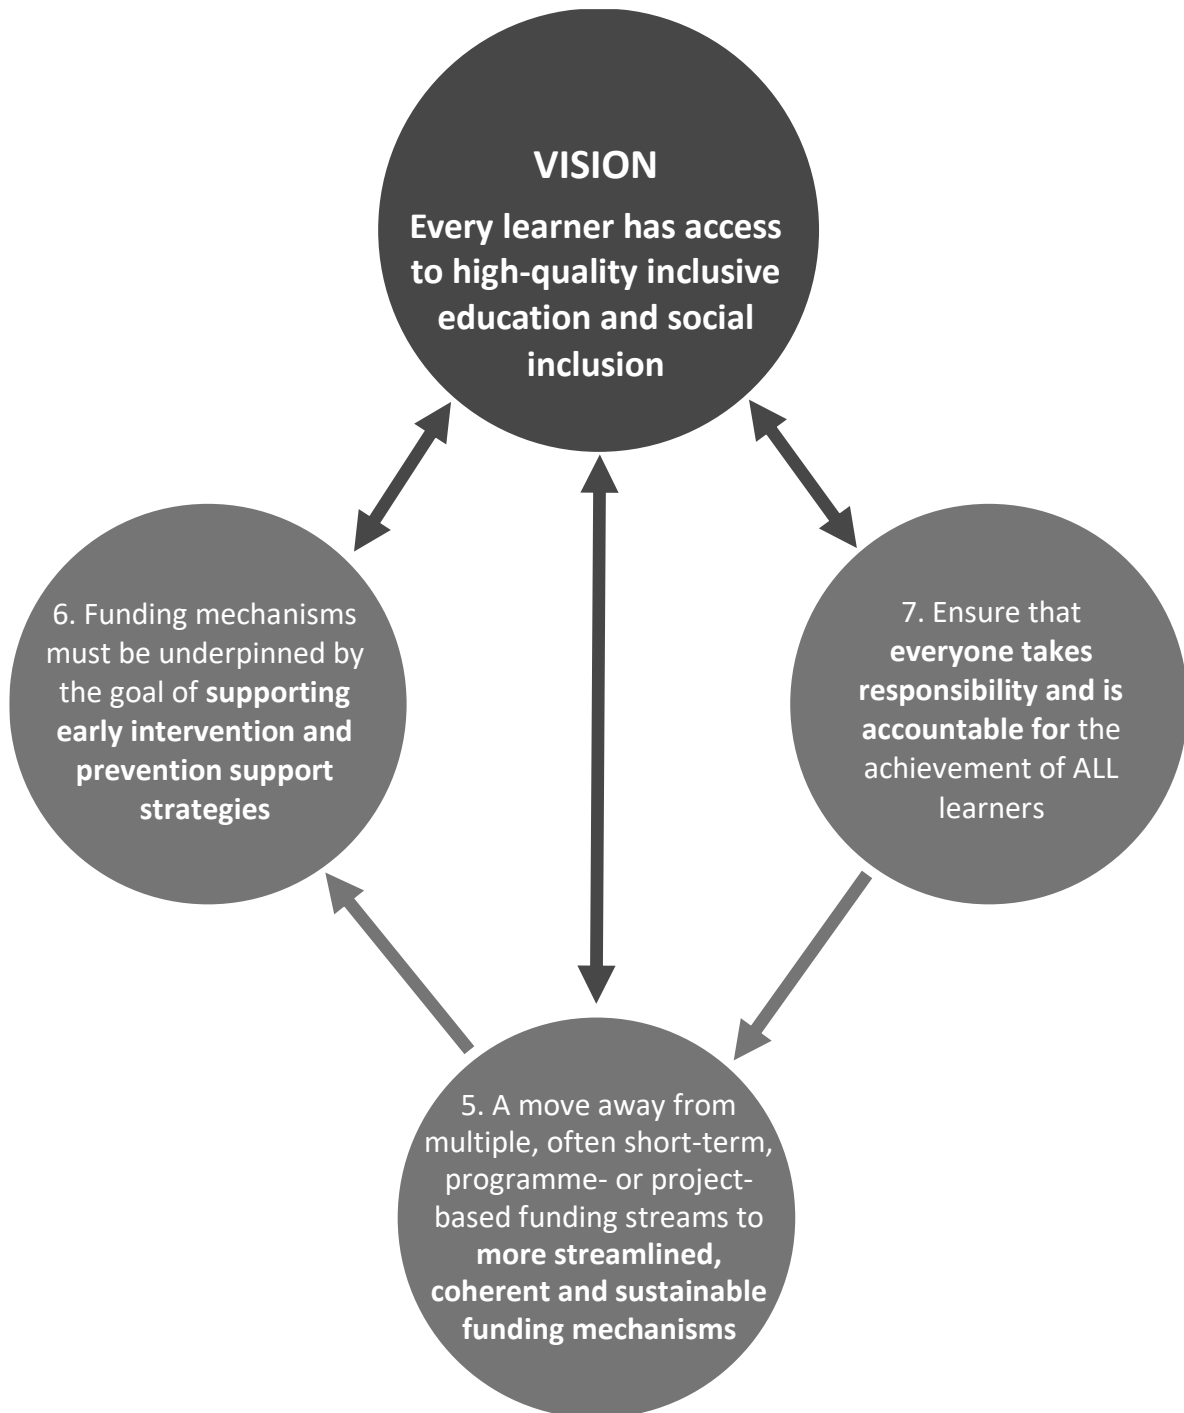 VISION
Every learner has access
to high-quality inclusive
education and social
inclusion
6. Funding mechanisms
must be underpinned by
the goal of supporting
early intervention and
prevention support
strategies
7. Ensure that
everyone takes
responsibility and is
accountable for the
achievement of ALL
learners
5. A move away from
multiple, often short-term,
programme- or project-
based funding streams to
more streamlined,
coherent and sustainable
funding mechanisms